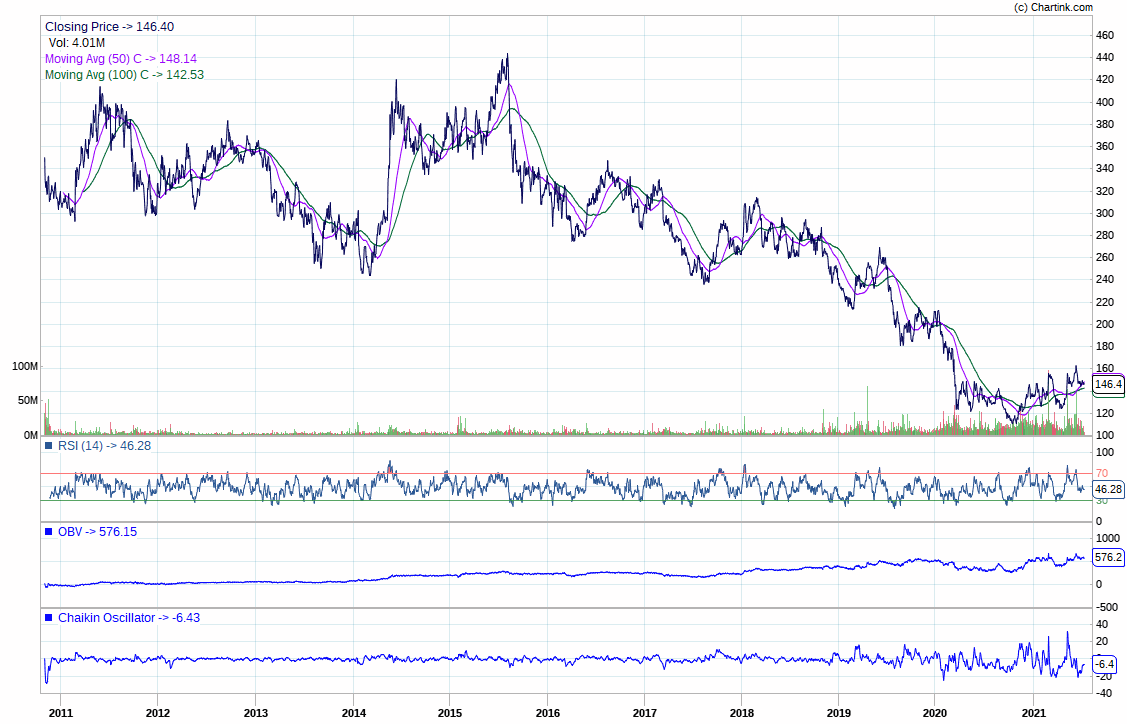 (c) Chartink.com
Closing Price -> 146.40
Vol: 4.01M
Moving Avg (50) C -> 148.14
Moving Avg (100) C -> 142.53
460
440
420
400
380
360
340
320
300
280
260
240
220
200
180
160
146.4
120
100
100M
50M
0M
RSI (14) -> 46.28
100
70
46.28
30
0
OBV -> 576.15
1000
576.2
0
-500
Chaikin Oscillator -> -6.43
40
20
-6.4
-20
-40
2011 2012 2013 2014 2015 2016 2017 2018 2019 2020 2021